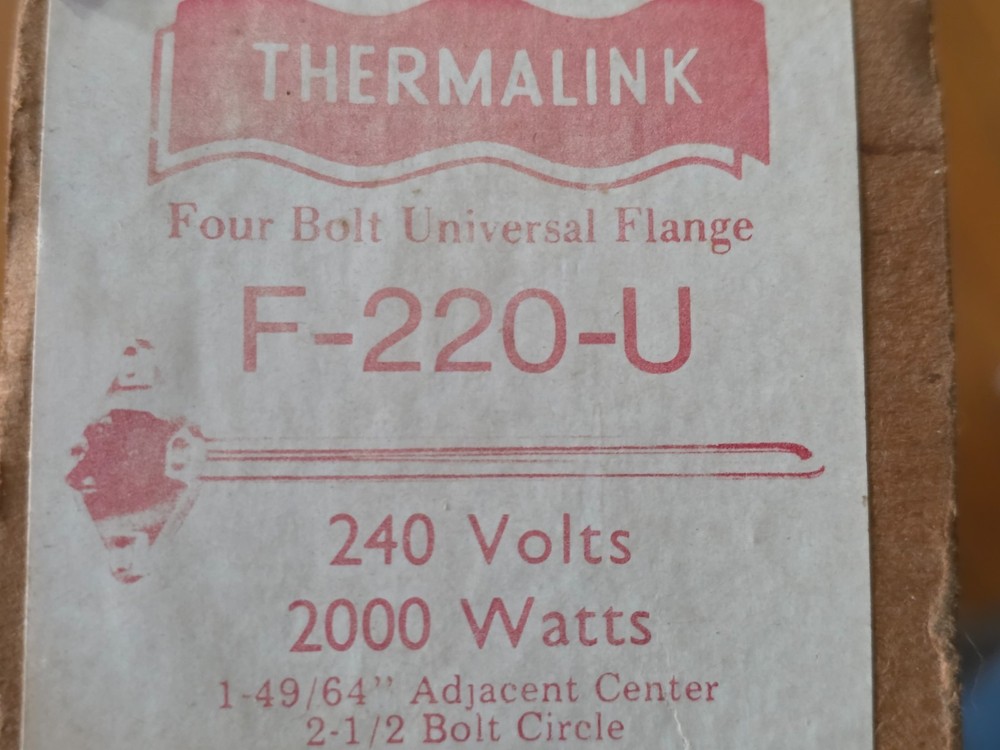 THERMALINK
Four Bolt Universal Flange
F-220-U
240 Volts
2000 Watts
1-49/64" Adjacent Center
2-1/2 Bolt Circle